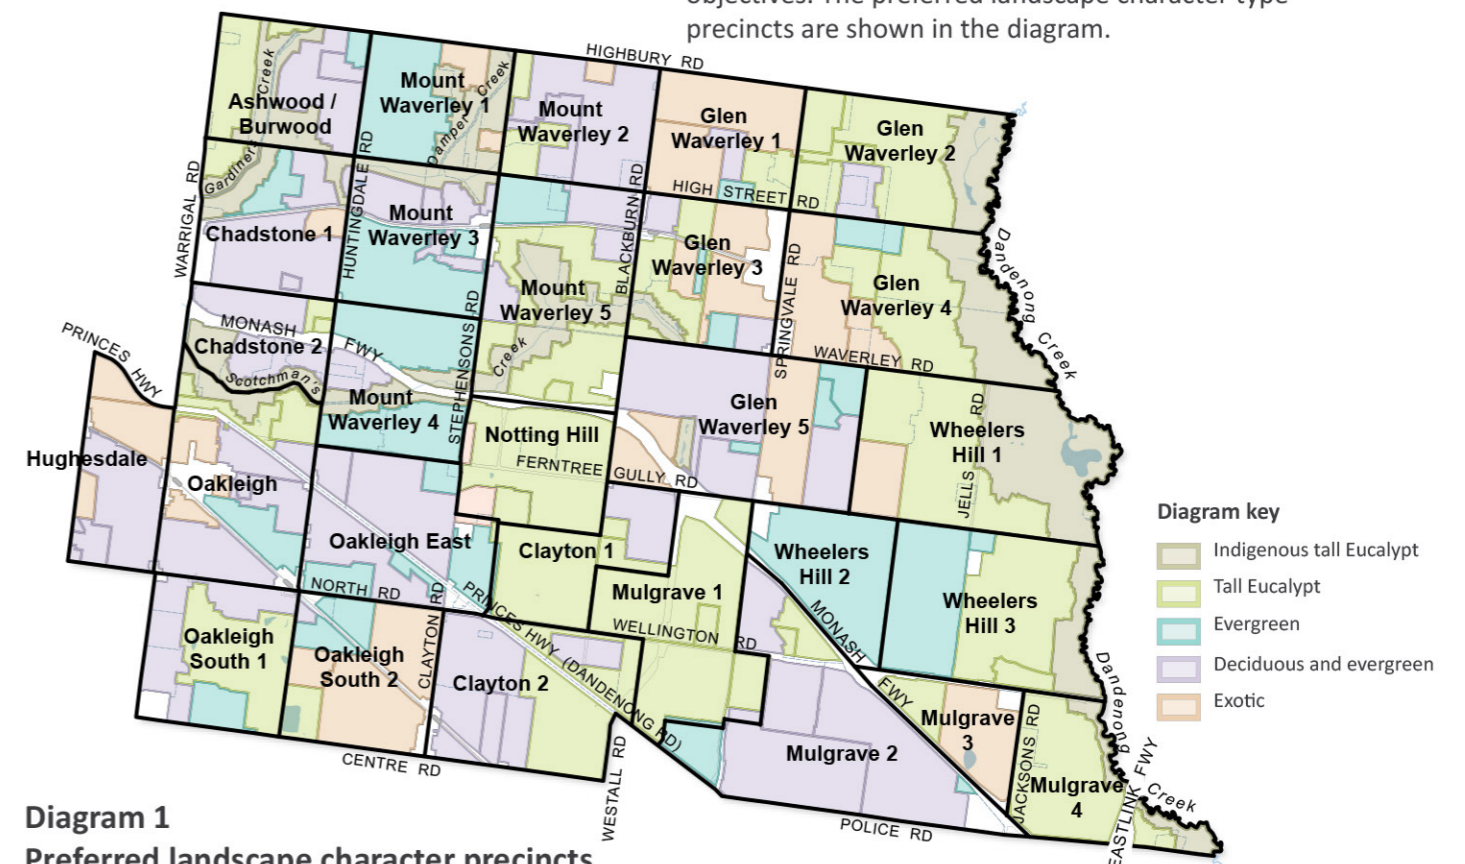 objectives. The preferred landscape character type
precincts are shown in the diagram.
HIGHBURY RD
Creek
Ashwood /
Burwood
Mount
Waverley 1
Creek
Damper
Mount
Waverley 2
Glen
Waverley 1
Glen
Waverley 2
Gardiners
WARRIGAL RD
HUNTINGDALE RD
BLACKBURN RD
HIGH STREET RD
Chadstone 1
Mount
Waverley 3
Glen
Waverley 3
SPRINGVALE RD
Glen
Waverley 4
Dandenong Creek
Mount
Waverley 5
Creek
STEPHENSONS RD
MONASH FWY
Chadstone 2
Scotchman's
PRINCES HWY
WAVERLEY RD
Mount
Waverley 4
Notting Hill
Glen
Waverley 5
Wheelers
Hill 1
JELLS RD
FERNTREE GULLY RD
Hughesdale
Oakleigh
Oakleigh East
Clayton 1
Wheelers
Hill 2
Wheelers
Hill 3
Mulgrave 1
NORTH RD
PRINCES HWY (DANDENONG RD)
WELLINGTON RD
MONASH FWY
CLAYTON RD
Oakleigh
South 1
Oakleigh
South 2
Clayton 2
Mulgrave 2
Mulgrave
3
Mulgrave
4
JACKSONS RD
Dandenong Creek
EASTLINK FWY
CENTRE RD
WESTALL RD
POLICE RD
Diagram key
Indigenous tall Eucalypt
Tall Eucalypt
Evergreen
Deciduous and evergreen
Exotic
Diagram 1
Preferred landscape character precincts